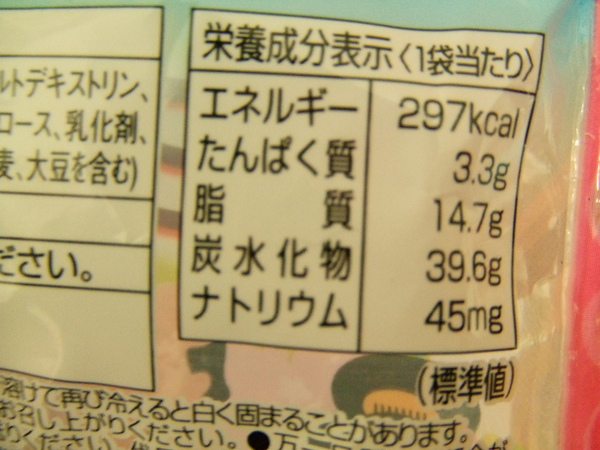 ルトデキストリン、
ロース、乳化剤、
麦、大豆を含む)
ださい。
栄養成分表示〈1袋当たり〉
エネルギー 297kcal
たんぱく質 3.3g
脂質 14.7g
炭水化物 39.6g
ナトリウム 45mg
(標準値)
溶けて再び冷えると白く固まることがあります。
お召し上がりください。